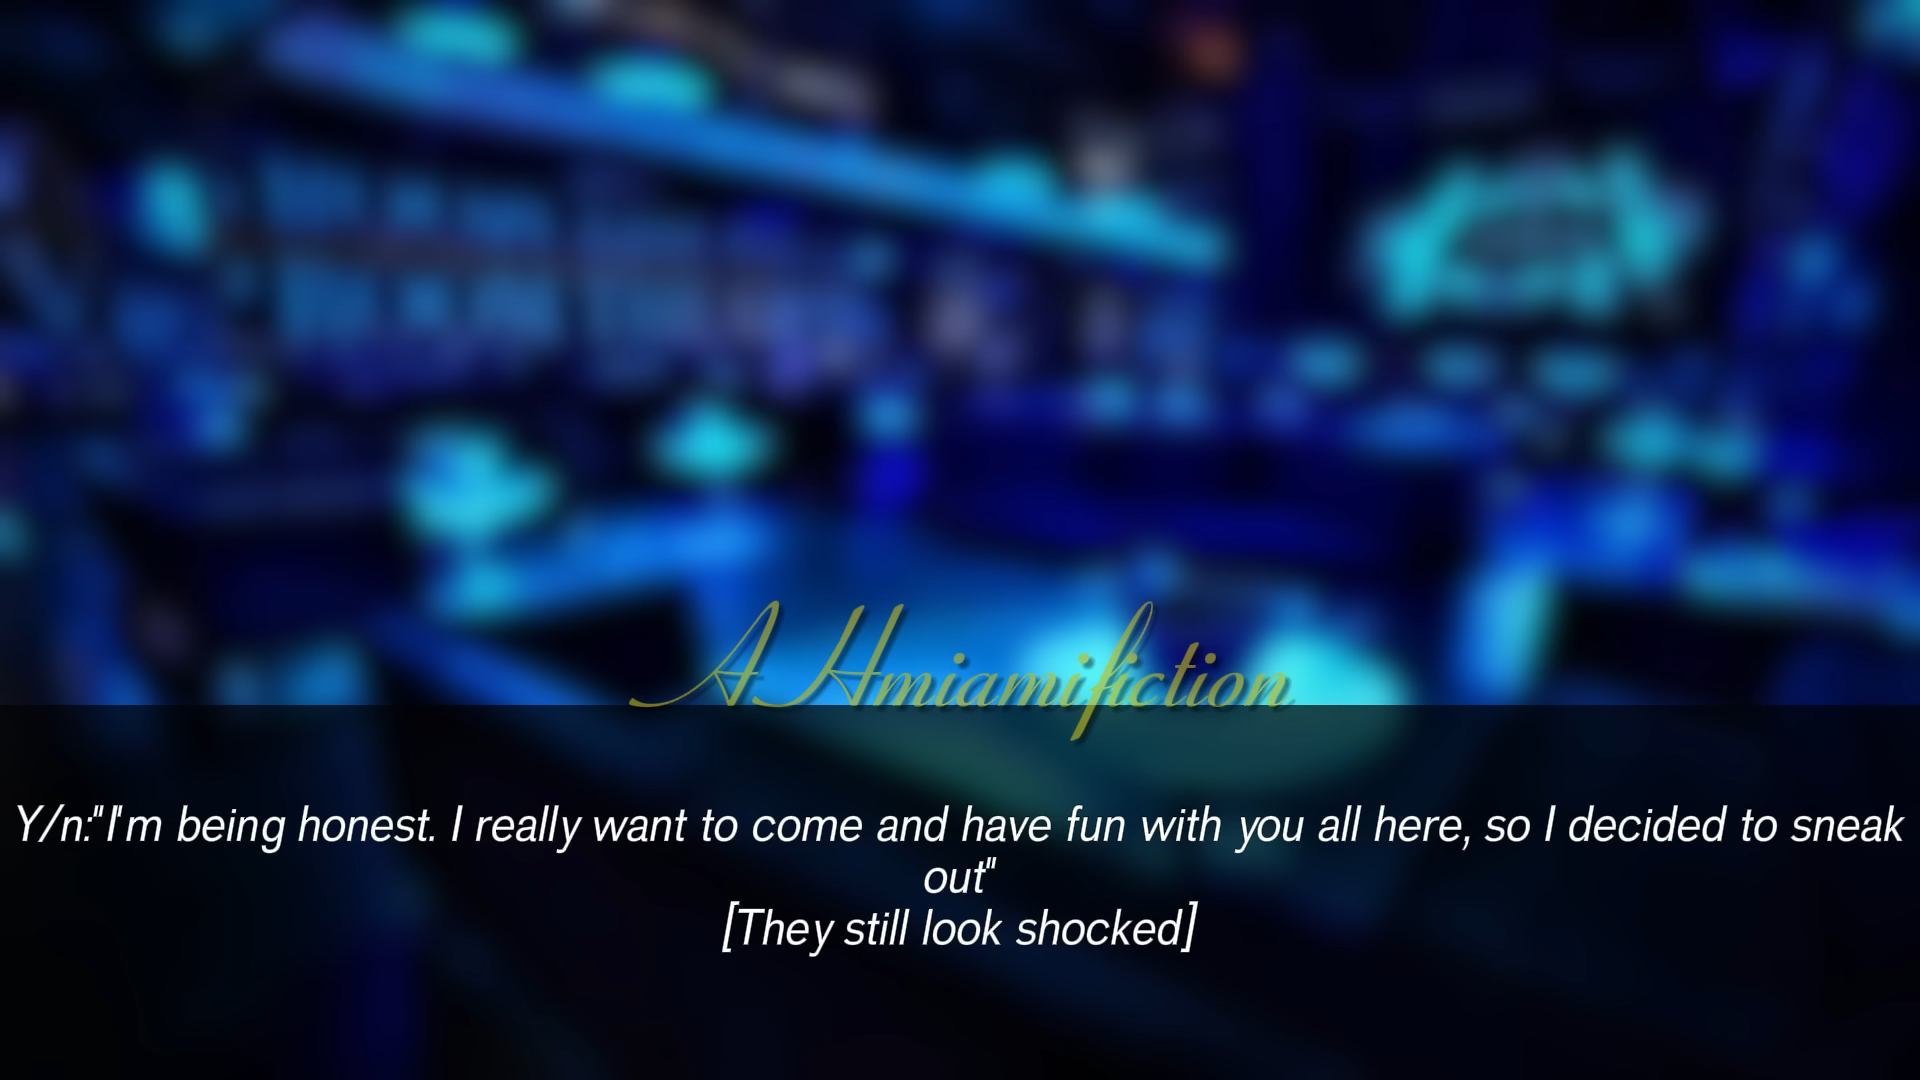 A Hmiamifiction
Y/n:"I'm being honest. I really want to come and have fun with you all here, so I decided to sneak
out"
[They still look shocked]